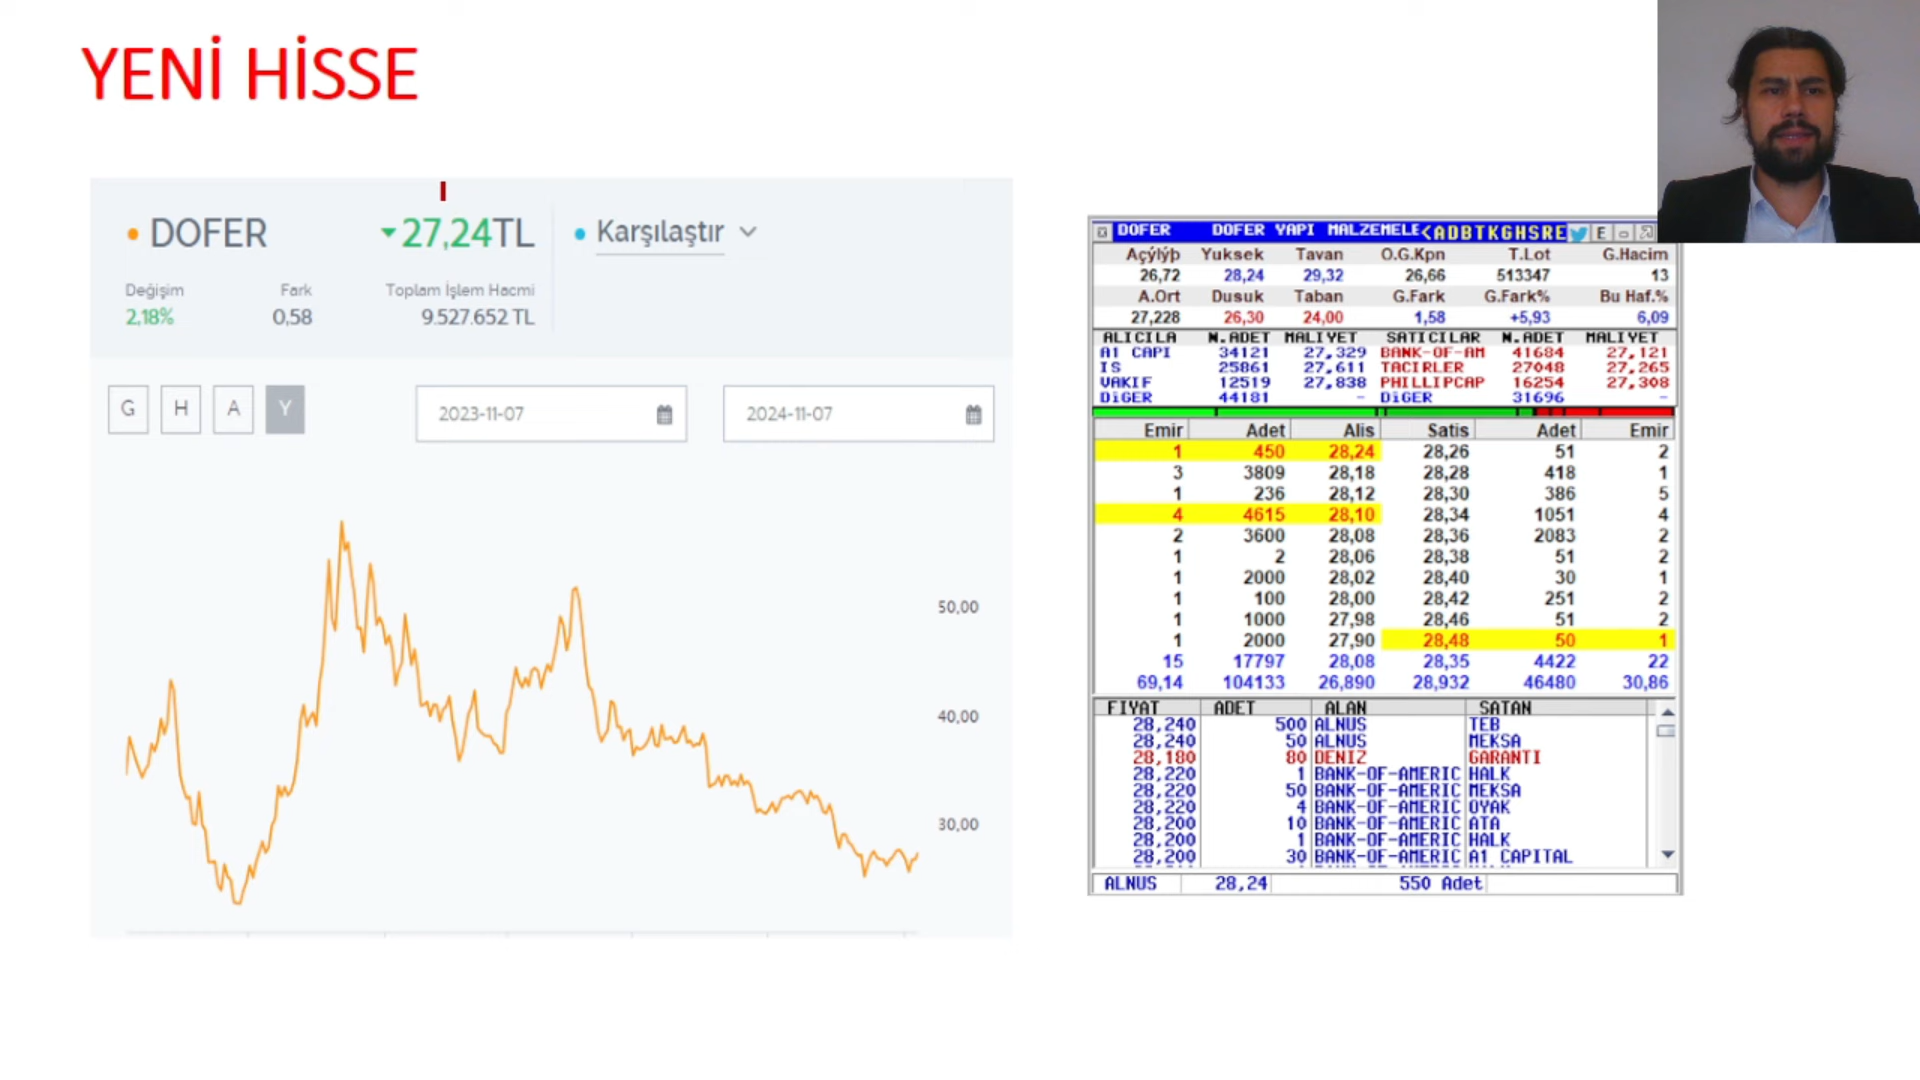 YENİ HİSSE
DOFER
27,24TL
Karşılaştır
Değişim Fark Toplam İşlem Hacmi
2,18% 0,58 9.527.652 TL
G H A Y
2023-11-07 2024-11-07
50,00
40,00
30,00
DOFER DOFER YAPI MALZEMELE<ADBTKGHSRE E
Açýlýþ Yuksek Tavan O.G.Kpn T.Lot G.Hacim
26,72 28,24 29,32 26,66 513347 13
A.Ort Dusuk Taban G.Fark G.Fark% Bu Haf.%
27,228 26,30 24,00 1,58 +5,93 6,09
ALICILA N.ADET MALIYET SATICILAR N.ADET MALIYET
A1 CAPI 34121 27,329 BANK-OF-AM 41684 27,121
IS 25861 27,611 TACIRLER 27048 27,265
VAKIF 12519 27,838 PHILLIPCAP 16254 27,308
DiGER 44181 - DiGER 31696 -
Emir Adet Alis Satis Adet Emir
1 450 28,24 28,26 51 2
3 3809 28,18 28,28 418 1
1 236 28,12 28,30 386 5
4 4615 28,10 28,34 1051 4
2 3600 28,08 28,36 2083 2
1 2 28,06 28,38 51 2
1 2000 28,02 28,40 30 1
1 100 28,00 28,42 251 2
1 1000 27,98 28,46 51 2
1 2000 27,90 28,48 50 1
15 17797 28,08 28,35 4422 22
69,14 104133 26,890 28,932 46480 30,86
FIYAT ADET ALAN SATAN
28,240 500 ALNUS TEB
28,240 50 ALNUS MEKSA
28,180 80 DENIZ GARANTI
28,220 1 BANK-OF-AMERIC HALK
28,220 50 BANK-OF-AMERIC MEKSA
28,220 4 BANK-OF-AMERIC OYAK
28,200 10 BANK-OF-AMERIC ATA
28,200 1 BANK-OF-AMERIC HALK
28,200 30 BANK-OF-AMERIC A1 CAPITAL
ALNUS 28,24 550 Adet